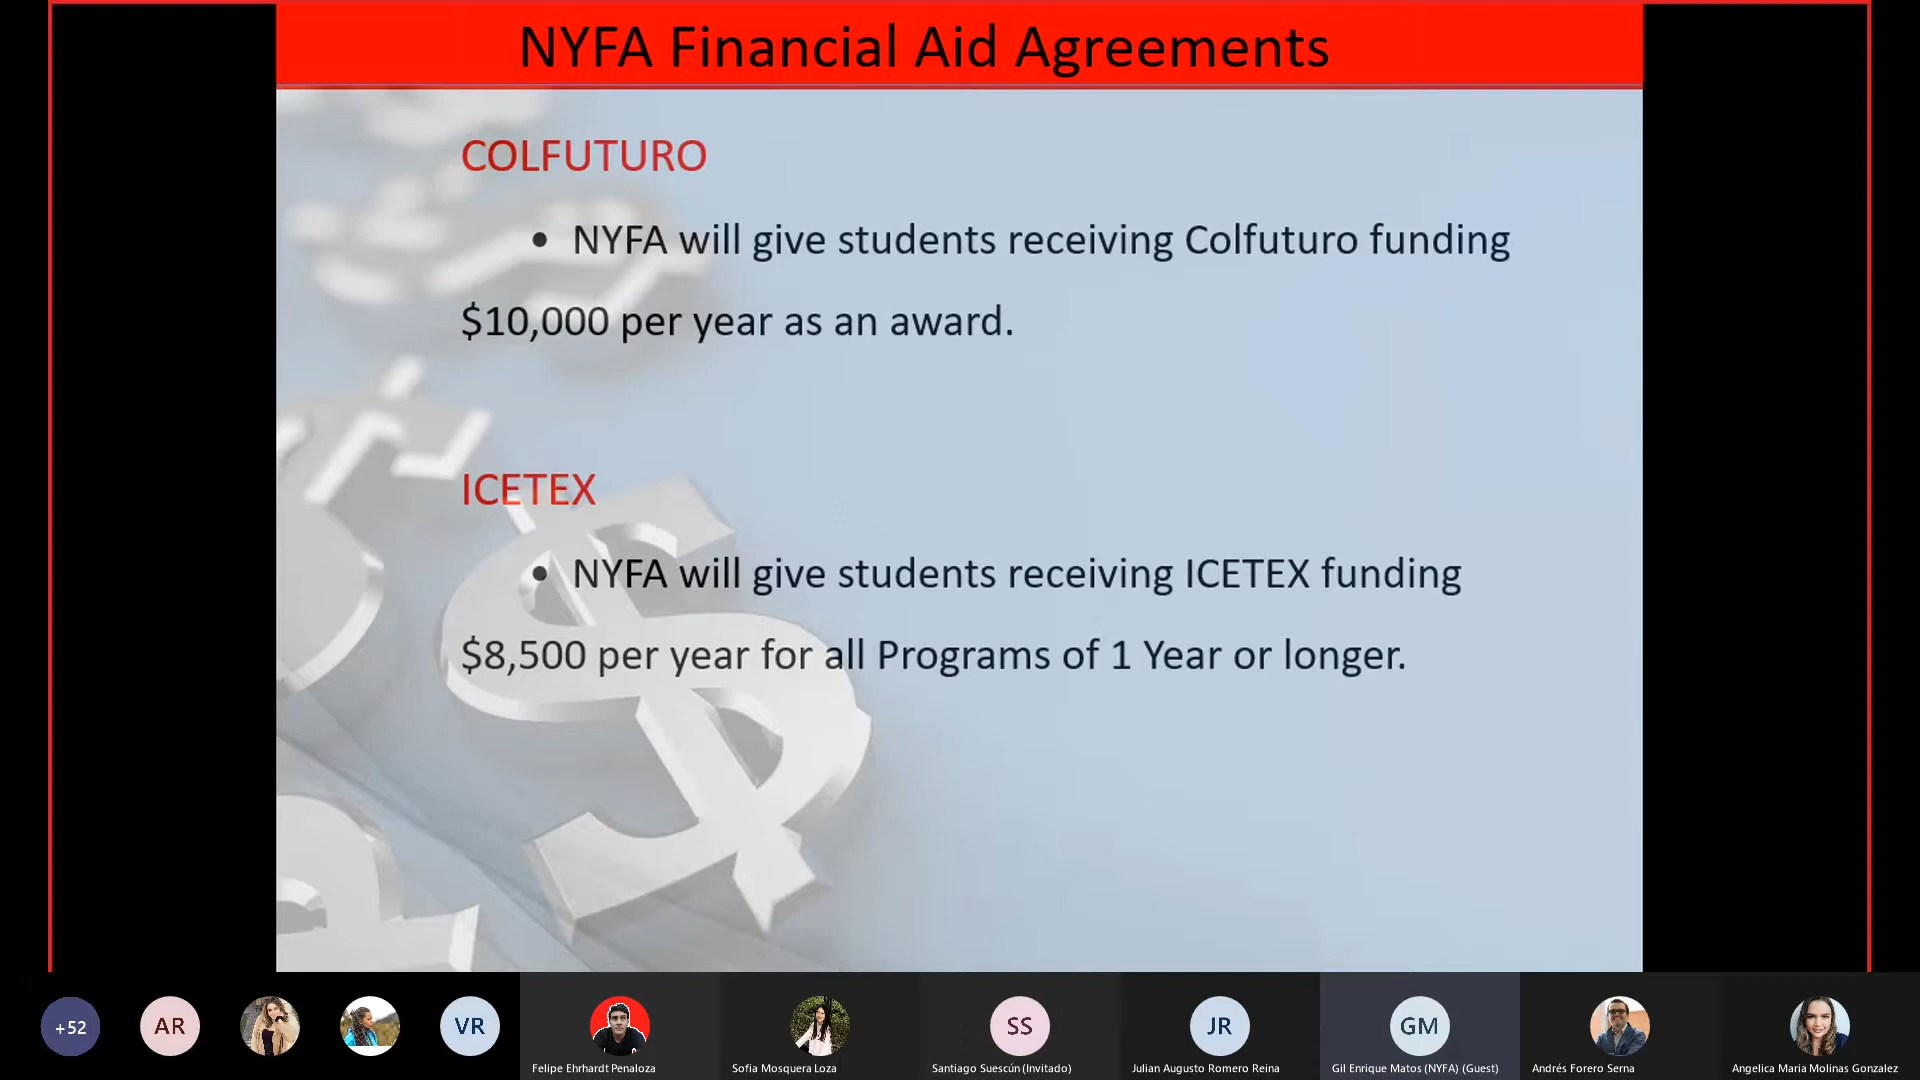 NYFA Financial Aid Agreements
COLFUTURO
• NYFA will give students receiving Colfuturo funding
$10,000 per year as an award.
ICETEX
• NYFA will give students receiving ICETEX funding
$8,500 per year for all Programs of 1 Year or longer.
+52
AR
VR
SS
JR
GM
Felipe Ehrhardt Penaloza
Sofia Mosquera Loza
Santiago Suescún (Invitado)
Julian Augusto Romero Reina
Gil Enrique Matos (NYFA) (Guest)
Andrés Forero Serna
Angelica Maria Molinas Gonzalez